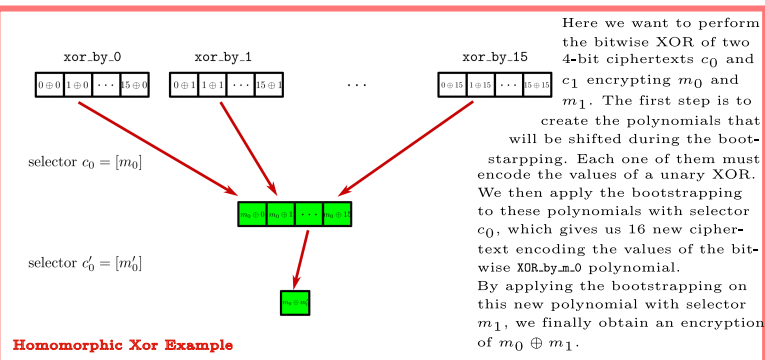 xor_by_0 xor_by_1 xor_by_15
0⊕0 1⊕0 ··· 15⊕0 0⊕1 1⊕1 ··· 15⊕1 ... 0⊕15 1⊕15 ··· 15⊕15
selector c₀ = [m₀]
m₀⊕0 m₀⊕1 ··· m₀⊕15
selector c′₀ = [m′₀]
m₀⊕m′₀
Homomorphic Xor Example
Here we want to perform
the bitwise XOR of two
4-bit ciphertexts c₀ and
c₁ encrypting m₀ and
m₁. The first step is to
create the polynomials that
will be shifted during the boot-
starpping. Each one of them must
encode the values of a unary XOR.
We then apply the bootstrapping
to these polynomials with selector
c₀, which gives us 16 new cipher-
text encoding the values of the bit-
wise XOR_by_m_0 polynomial.
By applying the bootstrapping on
this new polynomial with selector
m₁, we finally obtain an encryption
of m₀ ⊕ m₁.